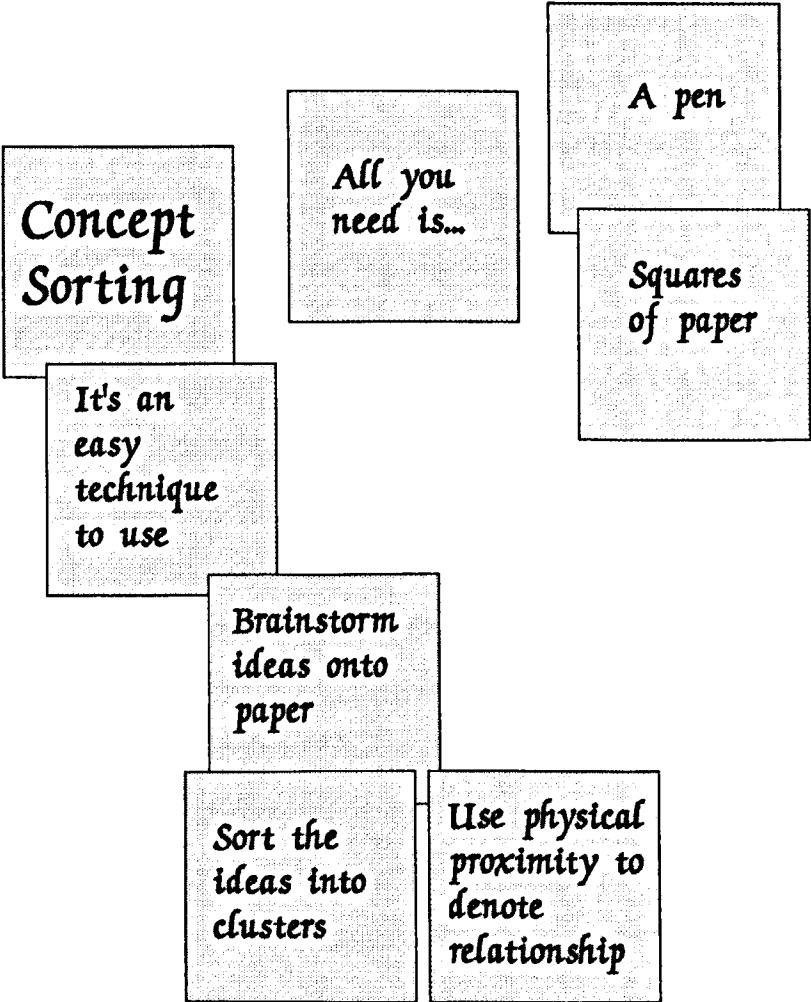 Concept
Sorting
It's an
easy
technique
to use
All you
need is...
A pen
Squares
of paper
Brainstorm
ideas onto
paper
Sort the
ideas into
clusters
Use physical
proximity to
denote
relationship